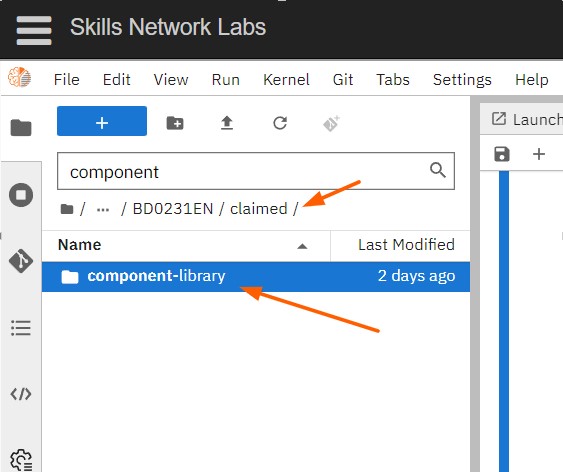 Skills Network Labs
File Edit View Run Kernel Git Tabs Settings Help
+
Launch
component
/ ... / BD0231EN / claimed /
Name Last Modified
component-library 2 days ago